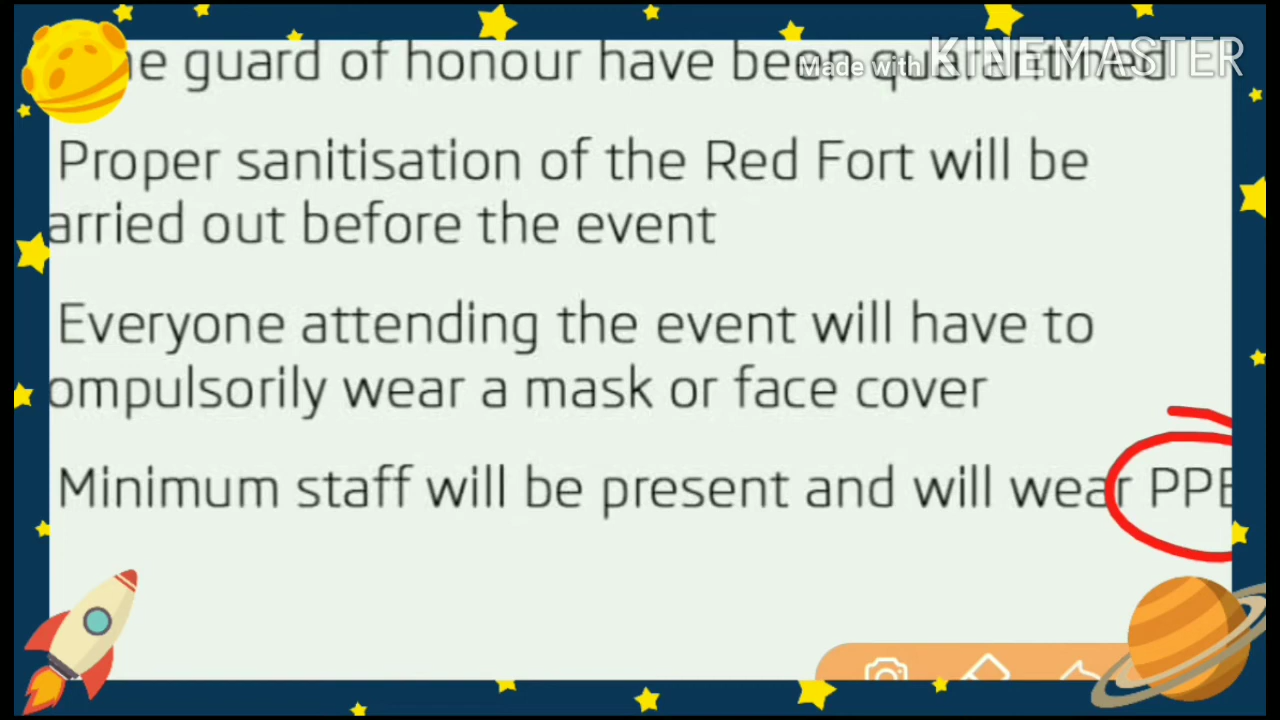 he guard of honour have been quarantined
Made with KINEMASTER
Proper sanitisation of the Red Fort will be
arried out before the event
Everyone attending the event will have to
ompulsorily wear a mask or face cover
Minimum staff will be present and will wear PPE